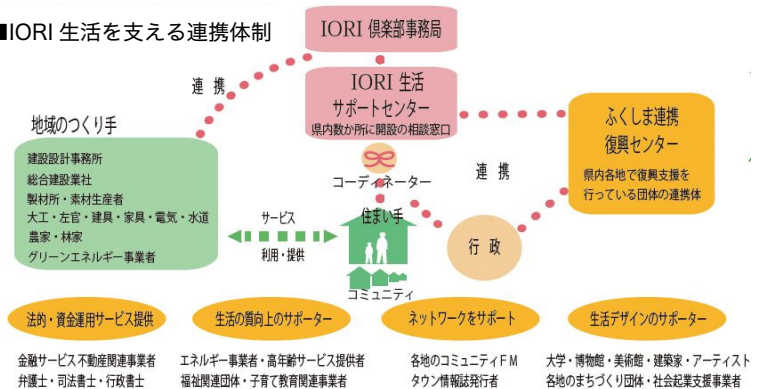 ■IORI 生活を支える連携体制
IORI 倶楽部事務局
連 携
IORI 生活
サポートセンター
県内数か所に開設の相談窓口
地域のつくり手
建設設計事務所
総合建設業社
製材所・素材生産者
大工・左官・建具・家具・電気・水道
農家・林家
グリーンエネルギー事業者
ふくしま連携
復興センター
県内各地で復興支援を
行っている団体の連携体
コーディネーター
連 携
サービス
利用・提供
住まい手
行 政
コミュニティ
法的・資金運用サービス提供
金融サービス不動産関連事業者
弁護士・司法書士・行政書士
生活の質向上のサポーター
エネルギー事業者・高年齢サービス提供者
福祉関連団体・子育て教育関連事業者
ネットワークをサポート
各地のコミュニティFM
タウン情報誌発行者
生活デザインのサポーター
大学・博物館・美術館・建築家・アーティスト
各地のまちづくり団体・社会起業支援事業者